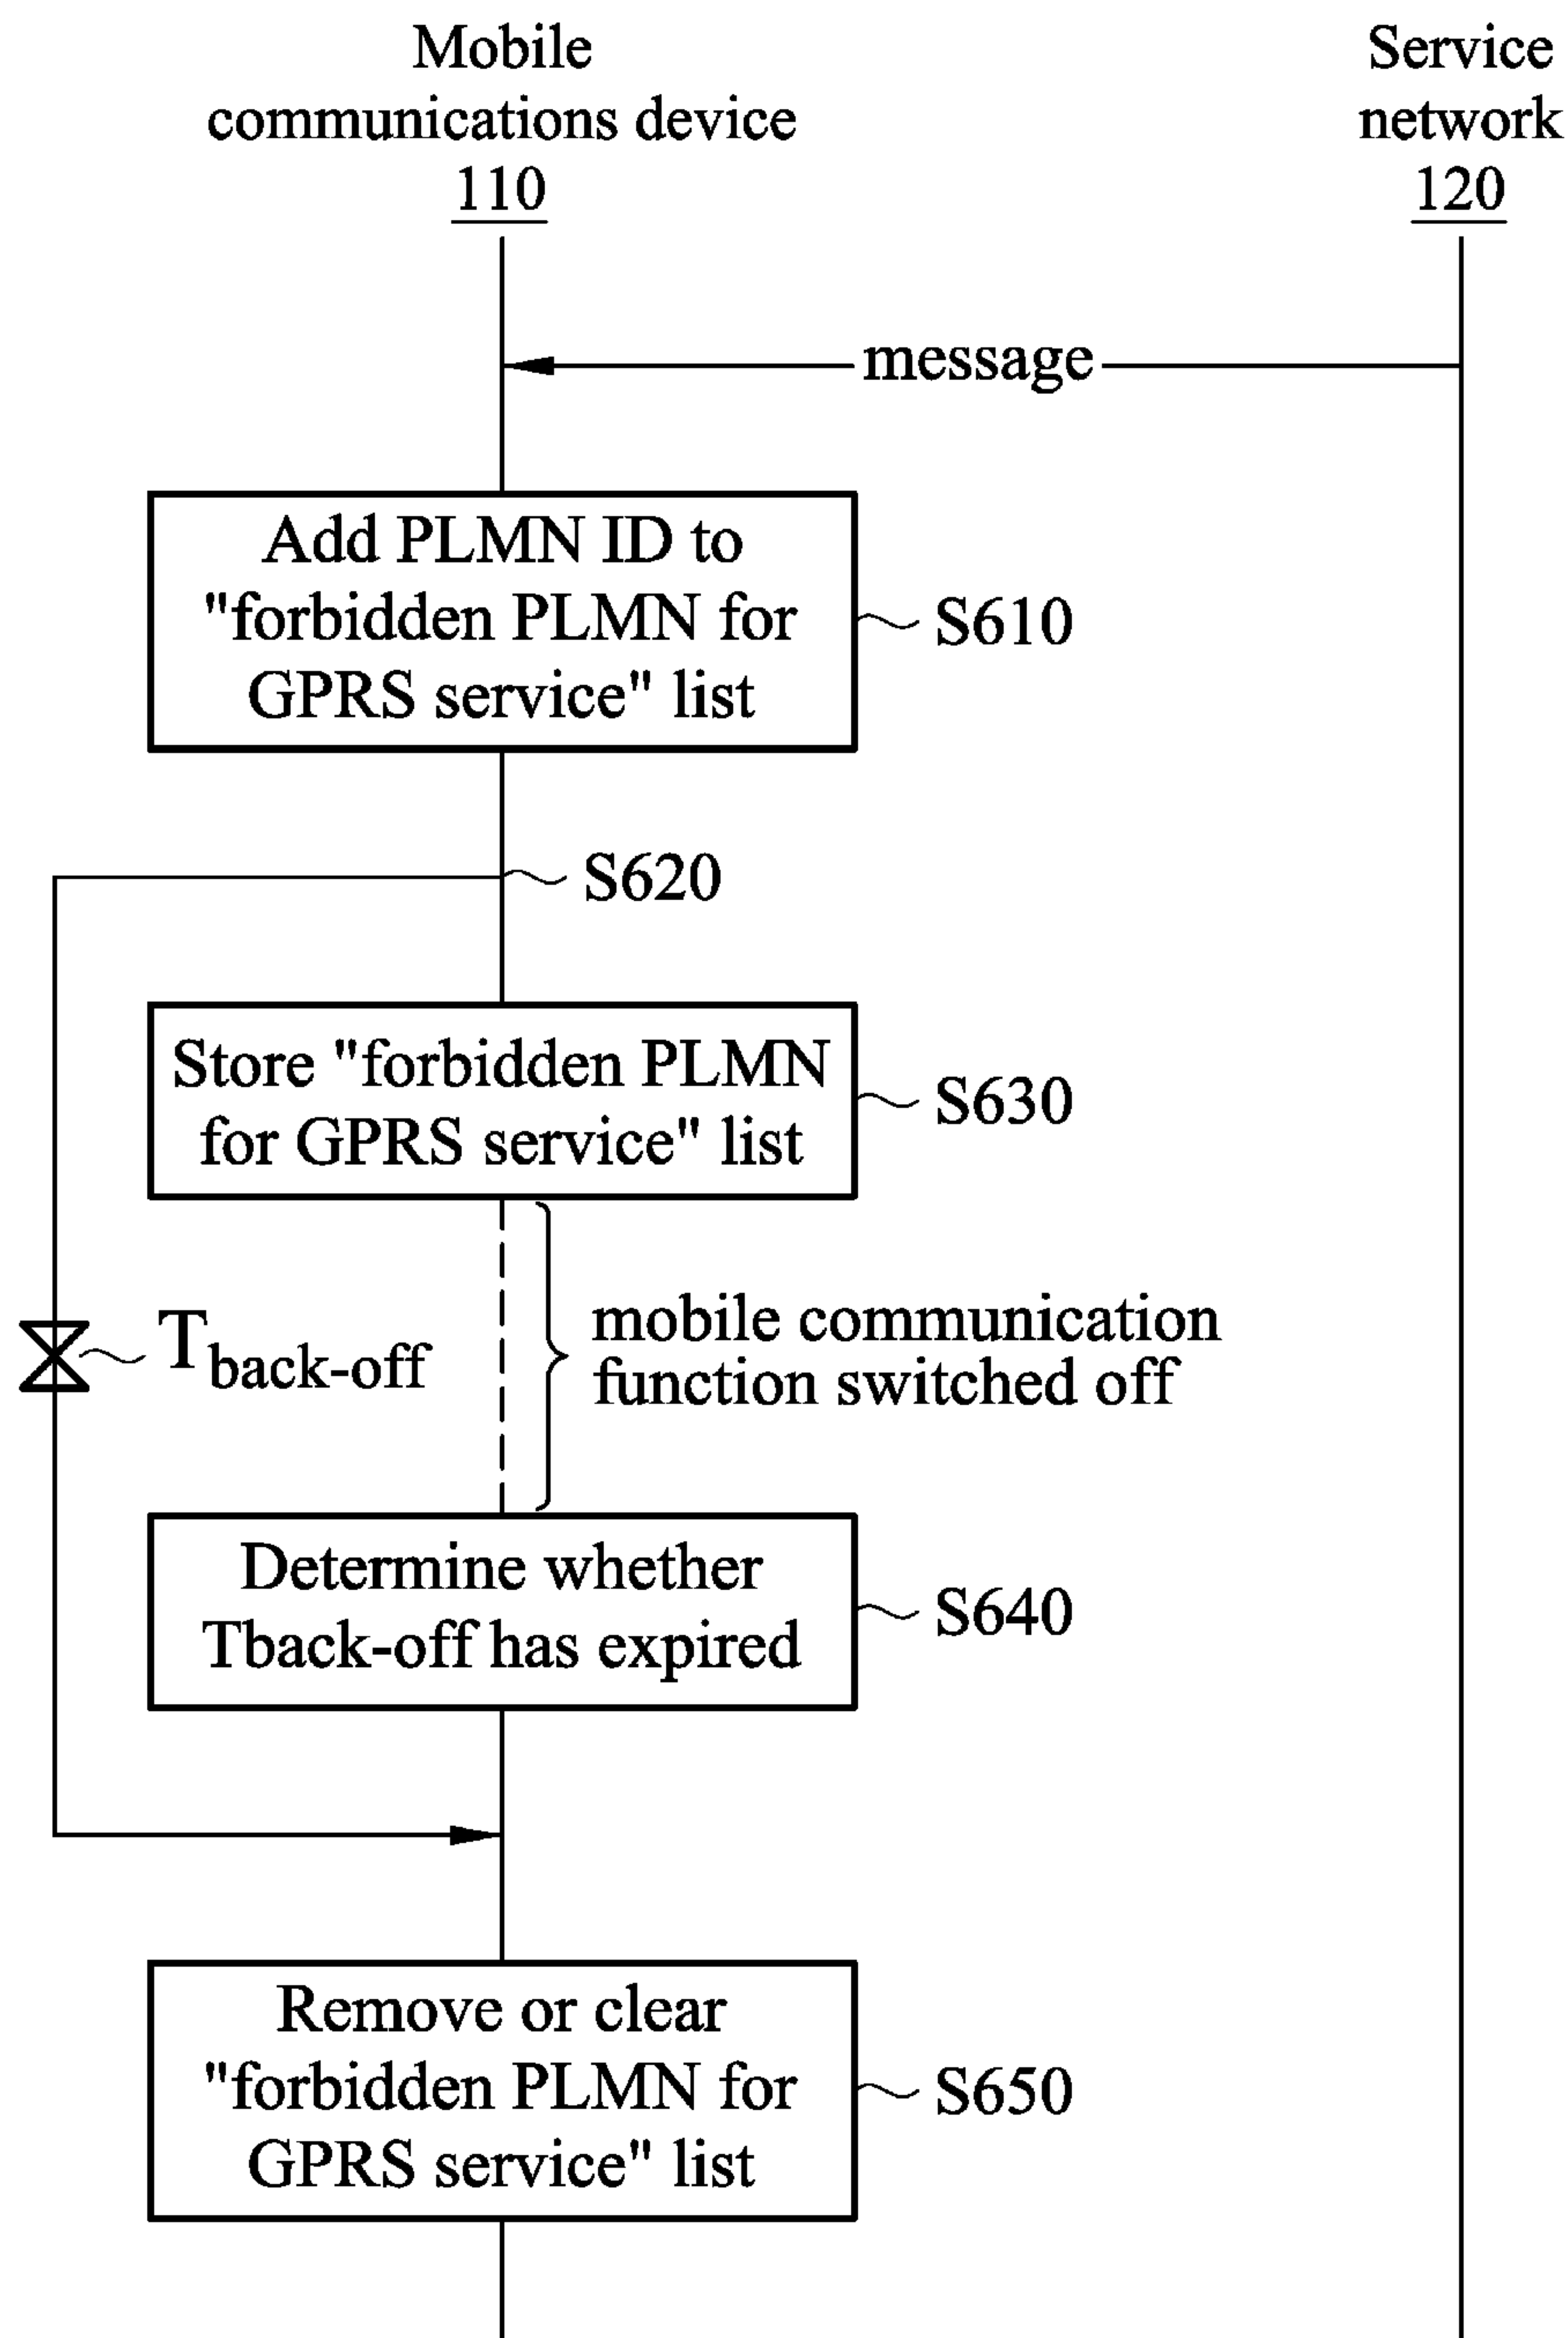 Mobile
communications device
110
Service
network
120
message
Add PLMN ID to
"forbidden PLMN for
GPRS service" list
S610
S620
Store "forbidden PLMN
for GPRS service" list
S630
Tback-off
mobile communication
function switched off
Determine whether
Tback-off has expired
S640
Remove or clear
"forbidden PLMN for
GPRS service" list
S650